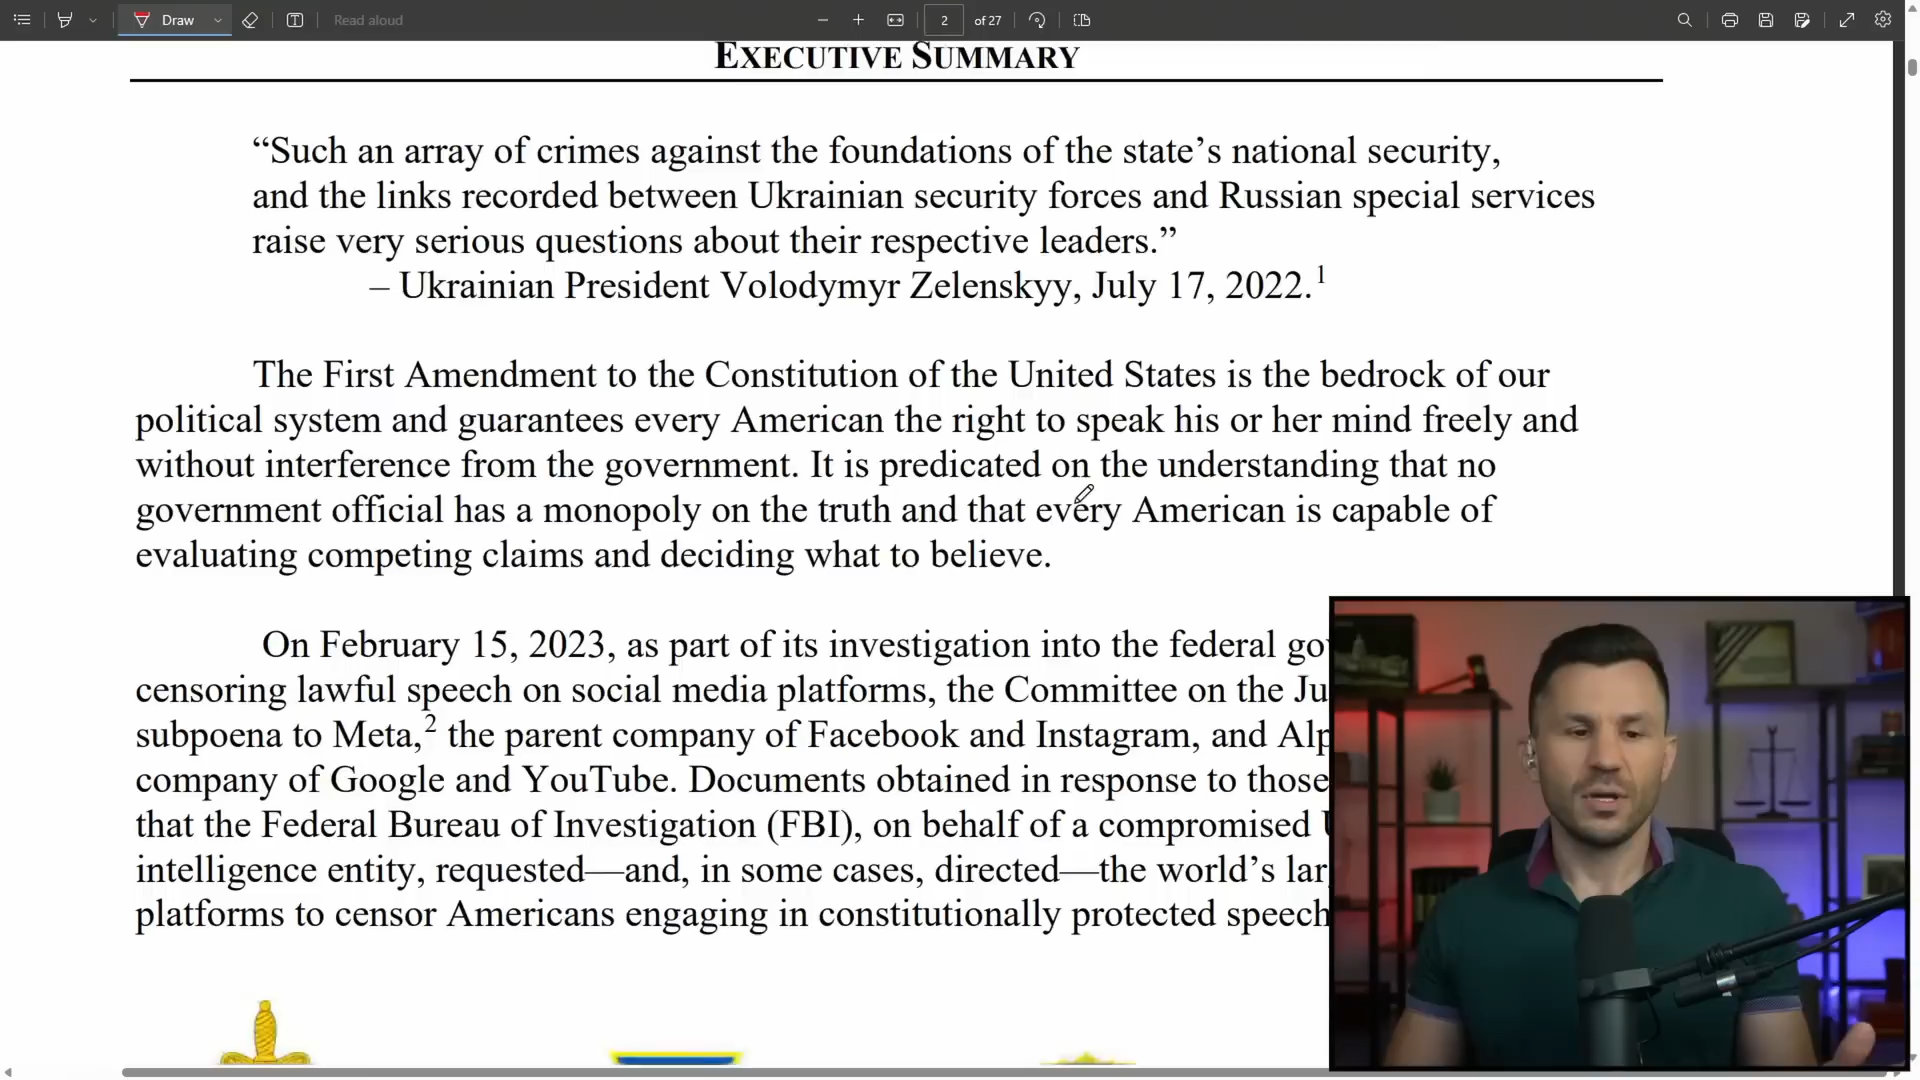 Draw
Read aloud
2
of 27
EXECUTIVE SUMMARY
“Such an array of crimes against the foundations of the state’s national security,
and the links recorded between Ukrainian security forces and Russian special services
raise very serious questions about their respective leaders.”
– Ukrainian President Volodymyr Zelenskyy, July 17, 2022.1
The First Amendment to the Constitution of the United States is the bedrock of our
political system and guarantees every American the right to speak his or her mind freely and
without interference from the government. It is predicated on the understanding that no
government official has a monopoly on the truth and that every American is capable of
evaluating competing claims and deciding what to believe.
On February 15, 2023, as part of its investigation into the federal go
censoring lawful speech on social media platforms, the Committee on the Ju
subpoena to Meta,2 the parent company of Facebook and Instagram, and Alp
company of Google and YouTube. Documents obtained in response to those
that the Federal Bureau of Investigation (FBI), on behalf of a compromised
intelligence entity, requested—and, in some cases, directed—the world’s lar
platforms to censor Americans engaging in constitutionally protected speech